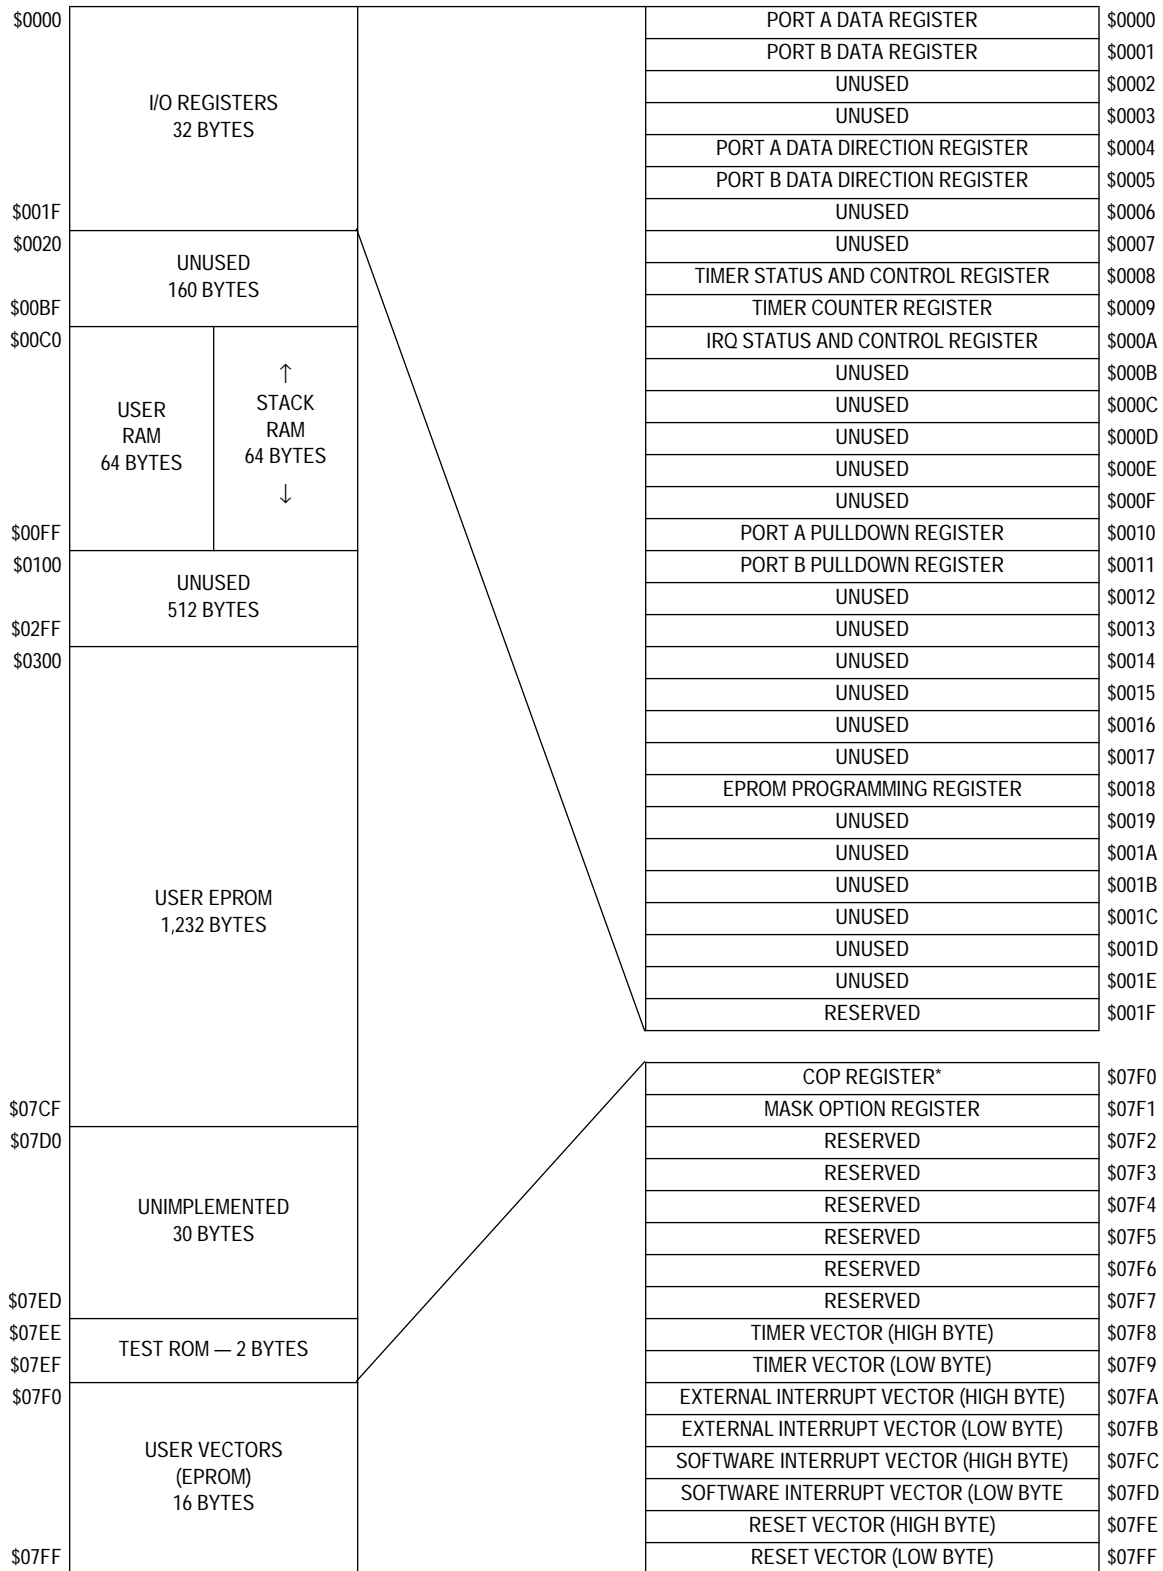 $0000
I/O REGISTERS
32 BYTES
$001F
$0020
UNUSED
160 BYTES
$00BF
$00C0
USER
RAM
64 BYTES
↑
STACK
RAM
64 BYTES
↓
$00FF
$0100
UNUSED
512 BYTES
$02FF
$0300
USER EPROM
1,232 BYTES
$07CF
$07D0
UNIMPLEMENTED
30 BYTES
$07ED
$07EE
TEST ROM — 2 BYTES
$07EF
$07F0
USER VECTORS
(EPROM)
16 BYTES
$07FF
PORT A DATA REGISTER $0000
PORT B DATA REGISTER $0001
UNUSED $0002
UNUSED $0003
PORT A DATA DIRECTION REGISTER $0004
PORT B DATA DIRECTION REGISTER $0005
UNUSED $0006
UNUSED $0007
TIMER STATUS AND CONTROL REGISTER $0008
TIMER COUNTER REGISTER $0009
IRQ STATUS AND CONTROL REGISTER $000A
UNUSED $000B
UNUSED $000C
UNUSED $000D
UNUSED $000E
UNUSED $000F
PORT A PULLDOWN REGISTER $0010
PORT B PULLDOWN REGISTER $0011
UNUSED $0012
UNUSED $0013
UNUSED $0014
UNUSED $0015
UNUSED $0016
UNUSED $0017
EPROM PROGRAMMING REGISTER $0018
UNUSED $0019
UNUSED $001A
UNUSED $001B
UNUSED $001C
UNUSED $001D
UNUSED $001E
RESERVED $001F
COP REGISTER* $07F0
MASK OPTION REGISTER $07F1
RESERVED $07F2
RESERVED $07F3
RESERVED $07F4
RESERVED $07F5
RESERVED $07F6
RESERVED $07F7
TIMER VECTOR (HIGH BYTE) $07F8
TIMER VECTOR (LOW BYTE) $07F9
EXTERNAL INTERRUPT VECTOR (HIGH BYTE) $07FA
EXTERNAL INTERRUPT VECTOR (LOW BYTE) $07FB
SOFTWARE INTERRUPT VECTOR (HIGH BYTE) $07FC
SOFTWARE INTERRUPT VECTOR (LOW BYTE $07FD
RESET VECTOR (HIGH BYTE) $07FE
RESET VECTOR (LOW BYTE) $07FF